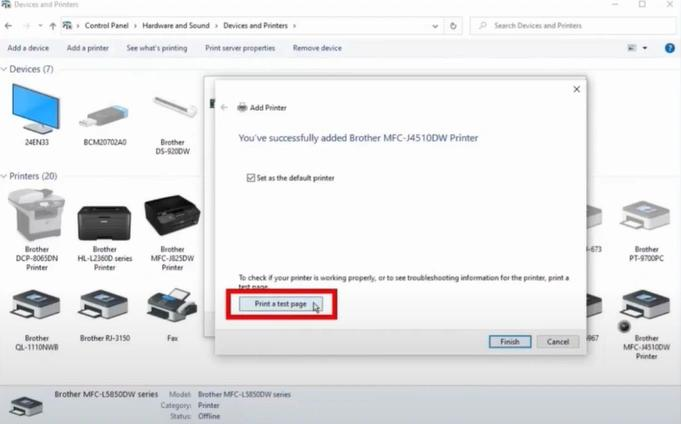 Devices and Printers
Control Panel > Hardware and Sound > Devices and Printers >
Search Devices and Printers
Add a device Add a printer See what's printing Print server properties Remove device
Devices (7)
24EN33
BCM20702A0
Brother
DS-920DW
Add Printer
You've successfully added Brother MFC-J4510DW Printer
Set as the default printer
To check if your printer is working properly, or to see troubleshooting information for the printer, print a
test page.
Print a test page
Finish
Cancel
Printers (20)
Brother
DCP-8065DN
Printer
Brother
HL-L2360D series
Printer
Brother
MFC-J825DW
Printer
J-673
Brother
PT-9700PC
Brother
QL-1110NWB
Brother RJ-3150
Fax
967
Brother
MFC-J4510DW
Printer
Brother MFC-L5850DW series
Model: Brother MFC-L5850DW series
Category: Printer
Status: Offline